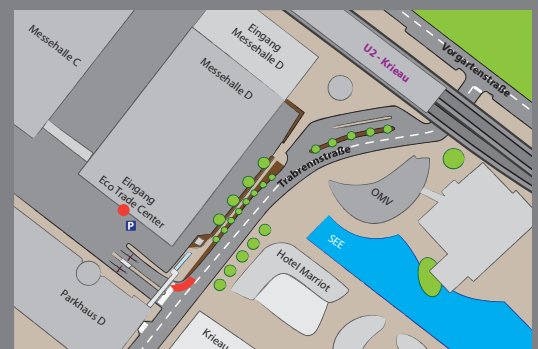 Messehalle C
Eingang
Messehalle D
Messehalle D
U2 - Krieau
Vorgartenstraße
Trabrennstraße
Eingang
Eco Trade Center
P
OMV
SEE
Hotel Marriot
Parkhaus D
Krieau